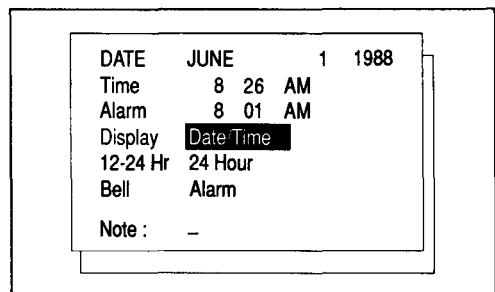 DATE JUNE 1 1988
Time 8 26 AM
Alarm 8 01 AM
Display Date/Time
12-24 Hr 24 Hour
Bell Alarm
Note : _